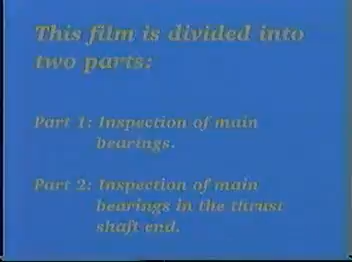 This film is divided into
two parts:
Part 1: Inspection of main
bearings.
Part 2: Inspection of main
bearings in the thrust
shaft end.